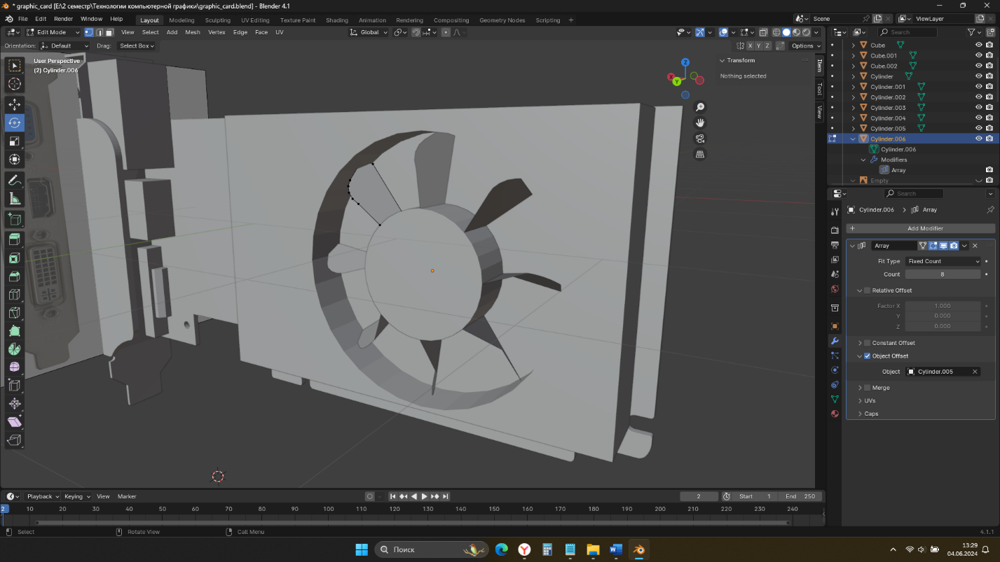 * graphic_card [E:\2 семестр\Технологии компьютерной графики\graphic_card.blend] - Blender 4.1
File Edit Render Window Help Layout Modeling Sculpting UV Editing Texture Paint Shading Animation Rendering Compositing Geometry Nodes Scripting + Scene ViewLayer
Edit Mode View Select Add Mesh Vertex Edge Face UV Global Search
Orientation: Default Drag: Select Box X Y Z Options
User Perspective
(2) Cylinder.006
Z
X
Y
Transform
Nothing selected
Item
Tool
View
Cube
Cube.001
Cube.002
Cylinder
Cylinder.001
Cylinder.002
Cylinder.003
Cylinder.004
Cylinder.005
Cylinder.006
Cylinder.006
Modifiers
Array
Empty
Search
Cylinder.006 Array
+ Add Modifier
Array
Fit Type Fixed Count
Count 8
Relative Offset
Factor X 1.000
Y 0.000
Z 0.000
Constant Offset
Object Offset
Object Cylinder.005
Merge
UVs
Caps
Playback Keying View Marker 2 Start 1 End 250
2 10 20 30 40 50 60 70 80 90 100 110 120 130 140 150 160 170 180 190 200 210 220 230 240
Select Rotate View Call Menu 4.1.1
Поиск
13:29
04.06.2024